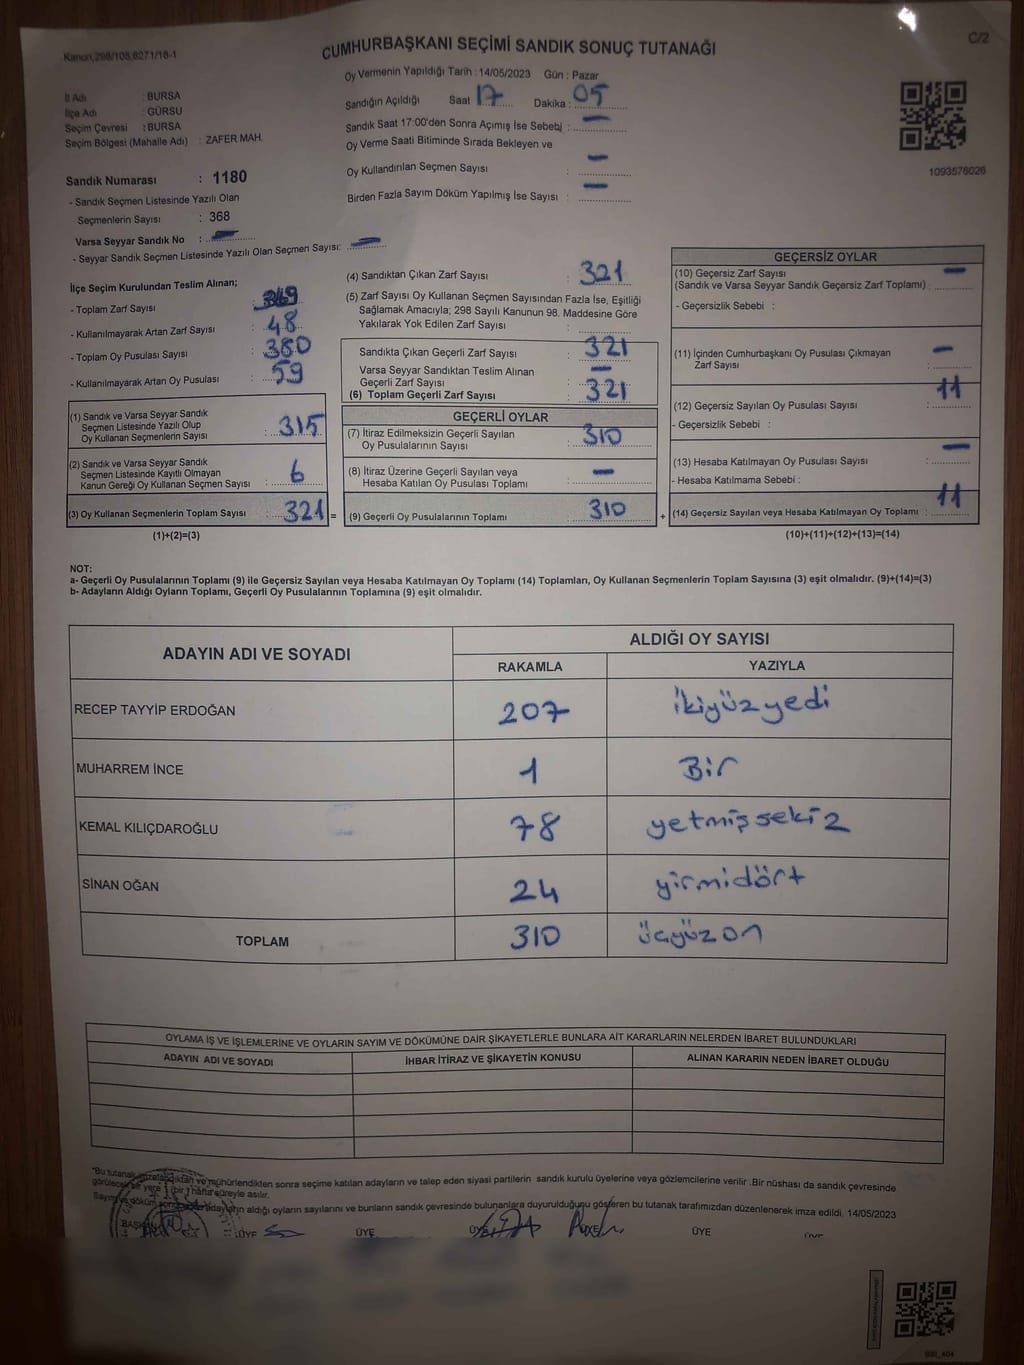 Kanun,298/105,6271/18-1
C/2
CUMHURBAŞKANI SEÇİMİ SANDIK SONUÇ TUTANAĞI
Oy Vermenin Yapıldığı Tarih : 14/05/2023 Gün : Pazar
İl Adı : BURSA
İlçe Adı : GÜRSU
Seçim Çevresi : BURSA
Seçim Bölgesi (Mahalle Adı) : ZAFER MAH.
Sandığın Açıldığı Saat 17 Dakika : 05
Sandık Saat 17:00'den Sonra Açımış İse Sebebi : —
Oy Verme Saati Bitiminde Sırada Bekleyen ve
Oy Kullandırılan Seçmen Sayısı : —
Birden Fazla Sayım Döküm Yapılmış İse Sayısı : —
1093576026
Sandık Numarası : 1180
- Sandık Seçmen Listesinde Yazılı Olan
Seçmenlerin Sayısı : 368
Varsa Seyyar Sandık No : —
- Seyyar Sandık Seçmen Listesinde Yazılı Olan Seçmen Sayısı: —
İlçe Seçim Kurulundan Teslim Alınan;
- Toplam Zarf Sayısı : 369
- Kullanılmayarak Artan Zarf Sayısı : 48
- Toplam Oy Pusulası Sayısı : 380
- Kullanılmayarak Artan Oy Pusulası : 59
(1) Sandık ve Varsa Seyyar Sandık
Seçmen Listesinde Yazılı Olup
Oy Kullanan Seçmenlerin Sayısı : 315
(2) Sandık ve Varsa Seyyar Sandık
Seçmen Listesinde Kayıtlı Olmayan
Kanun Gereği Oy Kullanan Seçmen Sayısı : 6
(3) Oy Kullanan Seçmenlerin Toplam Sayısı : 321 =
(1)+(2)=(3)
(4) Sandıktan Çıkan Zarf Sayısı : 321
(5) Zarf Sayısı Oy Kullanan Seçmen Sayısından Fazla İse, Eşitliği
Sağlamak Amacıyla; 298 Sayılı Kanunun 98. Maddesine Göre
Yakılarak Yok Edilen Zarf Sayısı :
Sandıkta Çıkan Geçerli Zarf Sayısı : 321
Varsa Seyyar Sandıktan Teslim Alınan
Geçerli Zarf Sayısı : —
(6) Toplam Geçerli Zarf Sayısı : 321
GEÇERLİ OYLAR
(7) İtiraz Edilmeksizin Geçerli Sayılan
Oy Pusulalarının Sayısı : 310
(8) İtiraz Üzerine Geçerli Sayılan veya
Hesaba Katılan Oy Pusulası Toplamı : —
(9) Geçerli Oy Pusulalarının Toplamı : 310 +
GEÇERSİZ OYLAR
(10) Geçersiz Zarf Sayısı —
(Sandık ve Varsa Seyyar Sandık Geçersiz Zarf Toplamı) :
- Geçersizlik Sebebi :
(11) İçinden Cumhurbaşkanı Oy Pusulası Çıkmayan
Zarf Sayısı : —
(12) Geçersiz Sayılan Oy Pusulası Sayısı : 11
- Geçersizlik Sebebi :
(13) Hesaba Katılmayan Oy Pusulası Sayısı : —
- Hesaba Katılmama Sebebi :
(14) Geçersiz Sayılan veya Hesaba Katılmayan Oy Toplamı : 11
(10)+(11)+(12)+(13)=(14)
NOT:
a- Geçerli Oy Pusulalarının Toplamı (9) ile Geçersiz Sayılan veya Hesaba Katılmayan Oy Toplamı (14) Toplamları, Oy Kullanan Seçmenlerin Toplam Sayısına (3) eşit olmalıdır. (9)+(14)=(3)
b- Adayların Aldığı Oyların Toplamı, Geçerli Oy Pusulalarının Toplamına (9) eşit olmalıdır.
ADAYIN ADI VE SOYADI
ALDIĞI OY SAYISI
RAKAMLA YAZIYLA
RECEP TAYYİP ERDOĞAN 207 ikiyüzyedi
MUHARREM İNCE 1 Bir
KEMAL KILIÇDAROĞLU 78 yetmişsekiz
SİNAN OĞAN 24 yirmidört
TOPLAM 310 üçyüzon
OYLAMA İŞ VE İŞLEMLERİNE VE OYLARIN SAYIM VE DÖKÜMÜNE DAİR ŞİKAYETLERLE BUNLARA AİT KARARLARIN NELERDEN İBARET BULUNDUKLARI
ADAYIN ADI VE SOYADI İHBAR İTİRAZ VE ŞİKAYETİN KONUSU ALINAN KARARIN NEDEN İBARET OLDUĞU
"Bu tutanak imzalandıktan ve mühürlendikten sonra seçime katılan adayların ve talep eden siyasi partilerin sandık kurulu üyelerine veya gözlemcilerine verilir. Bir nüshası da sandık çevresinde
görülecek bir yere 1 (bir) hafta süreyle asılır.
Sayım ve döküm sonucu adayların aldığı oyların sayılarını ve bunların sandık çevresinde bulunanlara duyurulduğunu gösteren bu tutanak tarafımızdan düzenlenerek imza edildi. 14/05/2023
BAŞKAN ÜYE ÜYE ÜYE ÜYE ÜYE ÜYE